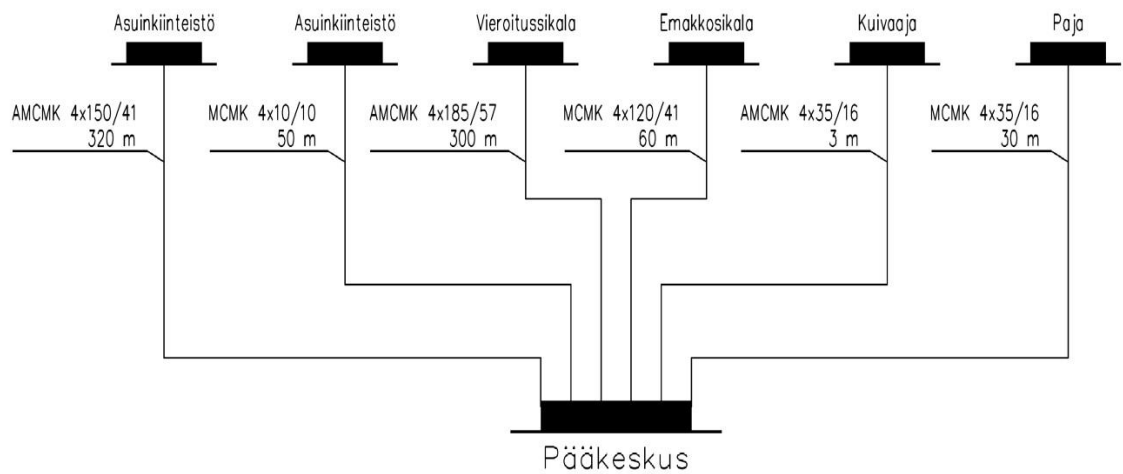 Asuinkiinteistö
Asuinkiinteistö
Vieroitussikala
Emakkosikala
Kuivaaja
Paja
AMCMK 4x150/41
320 m
MCMK 4x10/10
50 m
AMCMK 4x185/57
300 m
MCMK 4x120/41
60 m
AMCMK 4x35/16
3 m
MCMK 4x35/16
30 m
Pääkeskus